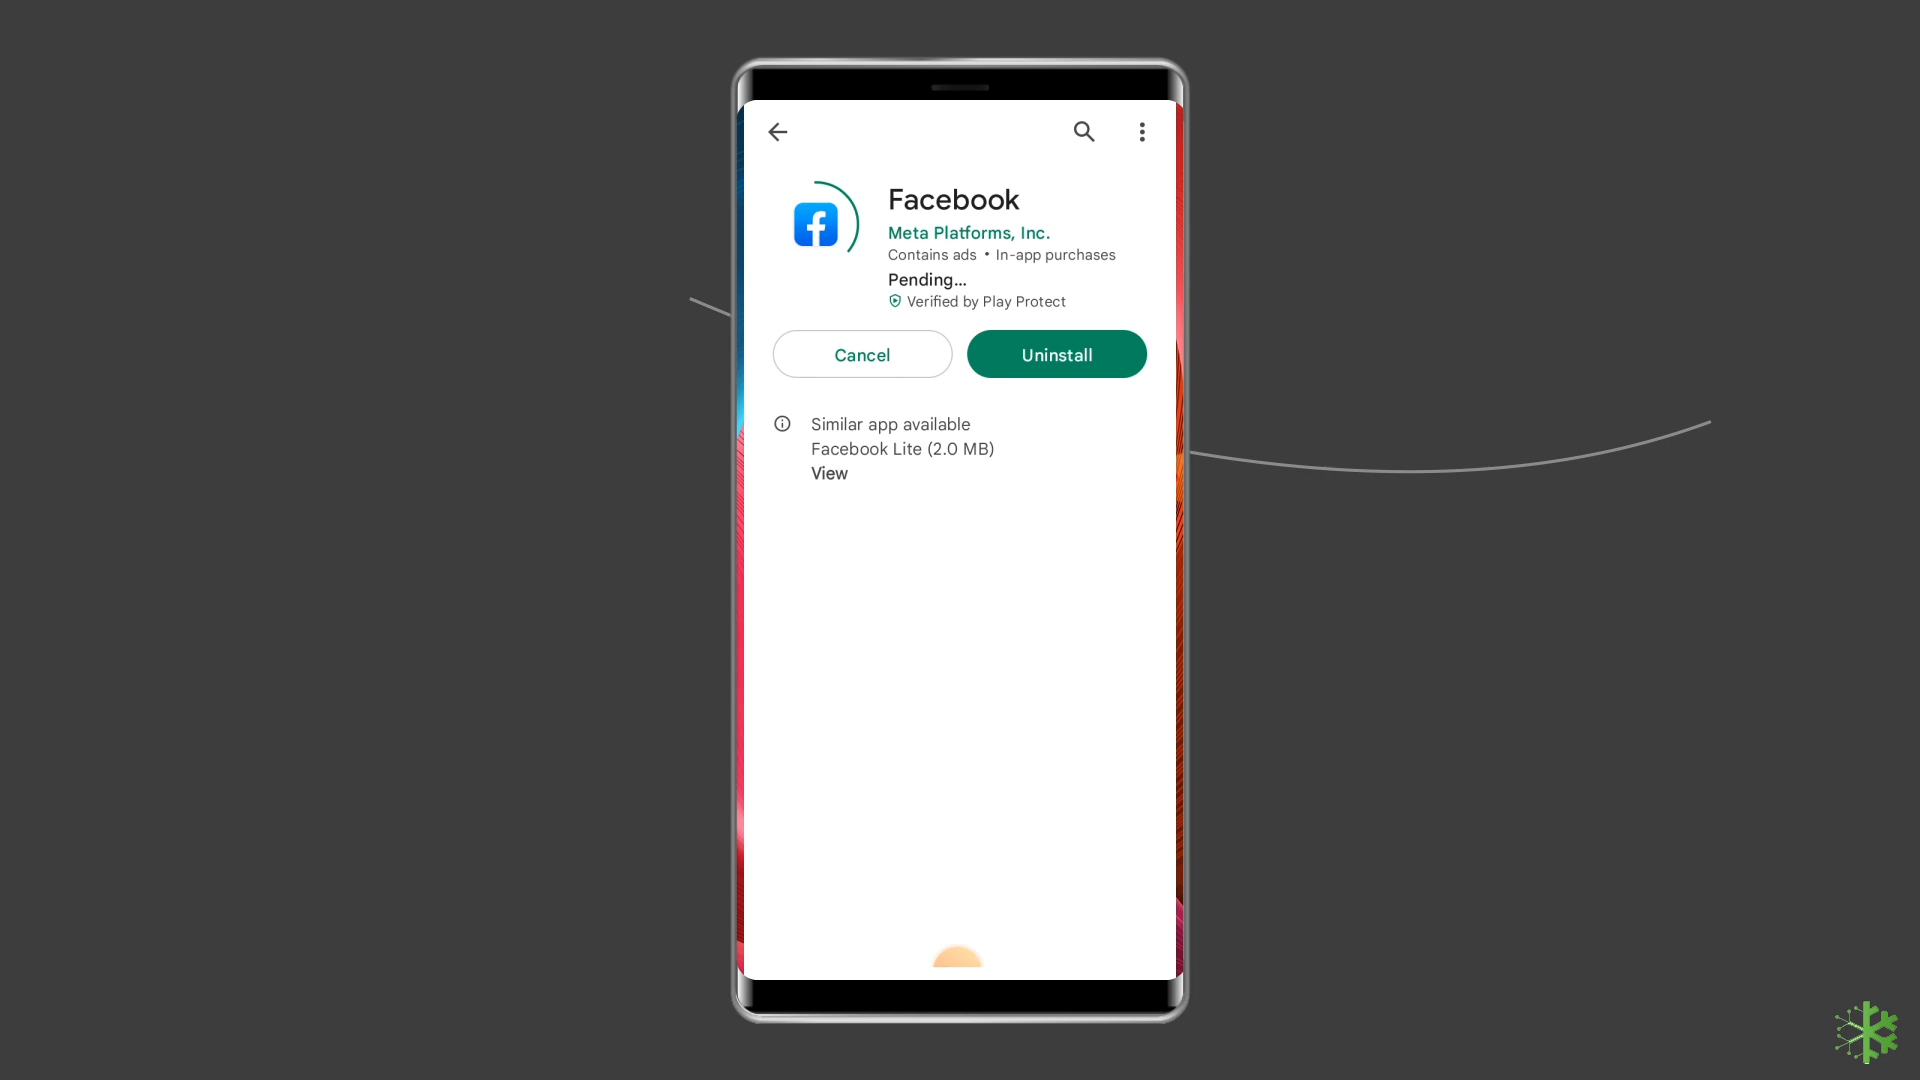 Facebook
Meta Platforms, Inc.
Contains ads • In-app purchases
Pending...
Verified by Play Protect
Cancel
Uninstall
Similar app available
Facebook Lite (2.0 MB)
View